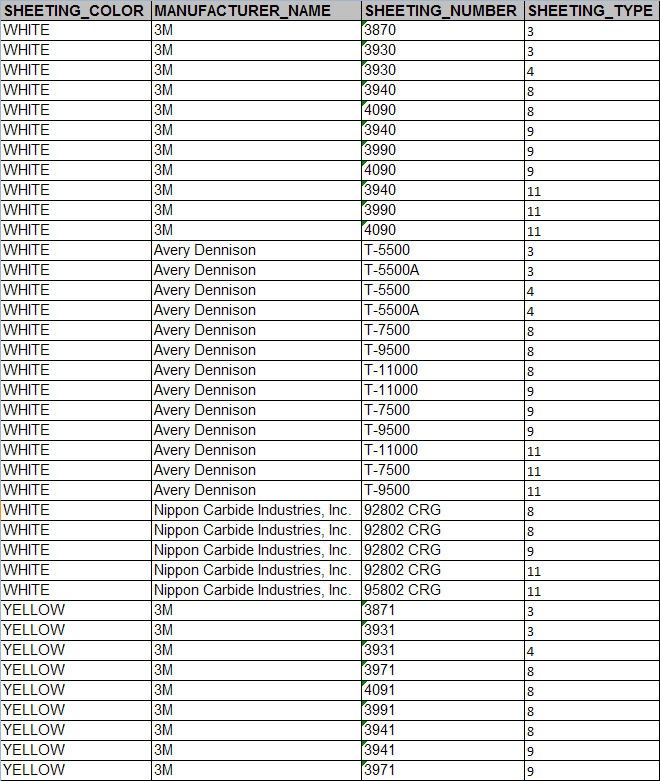 SHEETING_COLOR MANUFACTURER_NAME SHEETING_NUMBER SHEETING_TYPE
WHITE 3M 3870 3
WHITE 3M 3930 3
WHITE 3M 3930 4
WHITE 3M 3940 8
WHITE 3M 4090 8
WHITE 3M 3940 9
WHITE 3M 3990 9
WHITE 3M 4090 9
WHITE 3M 3940 11
WHITE 3M 3990 11
WHITE 3M 4090 11
WHITE Avery Dennison T-5500 3
WHITE Avery Dennison T-5500A 3
WHITE Avery Dennison T-5500 4
WHITE Avery Dennison T-5500A 4
WHITE Avery Dennison T-7500 8
WHITE Avery Dennison T-9500 8
WHITE Avery Dennison T-11000 8
WHITE Avery Dennison T-11000 9
WHITE Avery Dennison T-7500 9
WHITE Avery Dennison T-9500 9
WHITE Avery Dennison T-11000 11
WHITE Avery Dennison T-7500 11
WHITE Avery Dennison T-9500 11
WHITE Nippon Carbide Industries, Inc. 92802 CRG 8
WHITE Nippon Carbide Industries, Inc. 92802 CRG 8
WHITE Nippon Carbide Industries, Inc. 92802 CRG 9
WHITE Nippon Carbide Industries, Inc. 92802 CRG 11
WHITE Nippon Carbide Industries, Inc. 95802 CRG 11
YELLOW 3M 3871 3
YELLOW 3M 3931 3
YELLOW 3M 3931 4
YELLOW 3M 3971 8
YELLOW 3M 4091 8
YELLOW 3M 3991 8
YELLOW 3M 3941 8
YELLOW 3M 3941 9
YELLOW 3M 3971 9